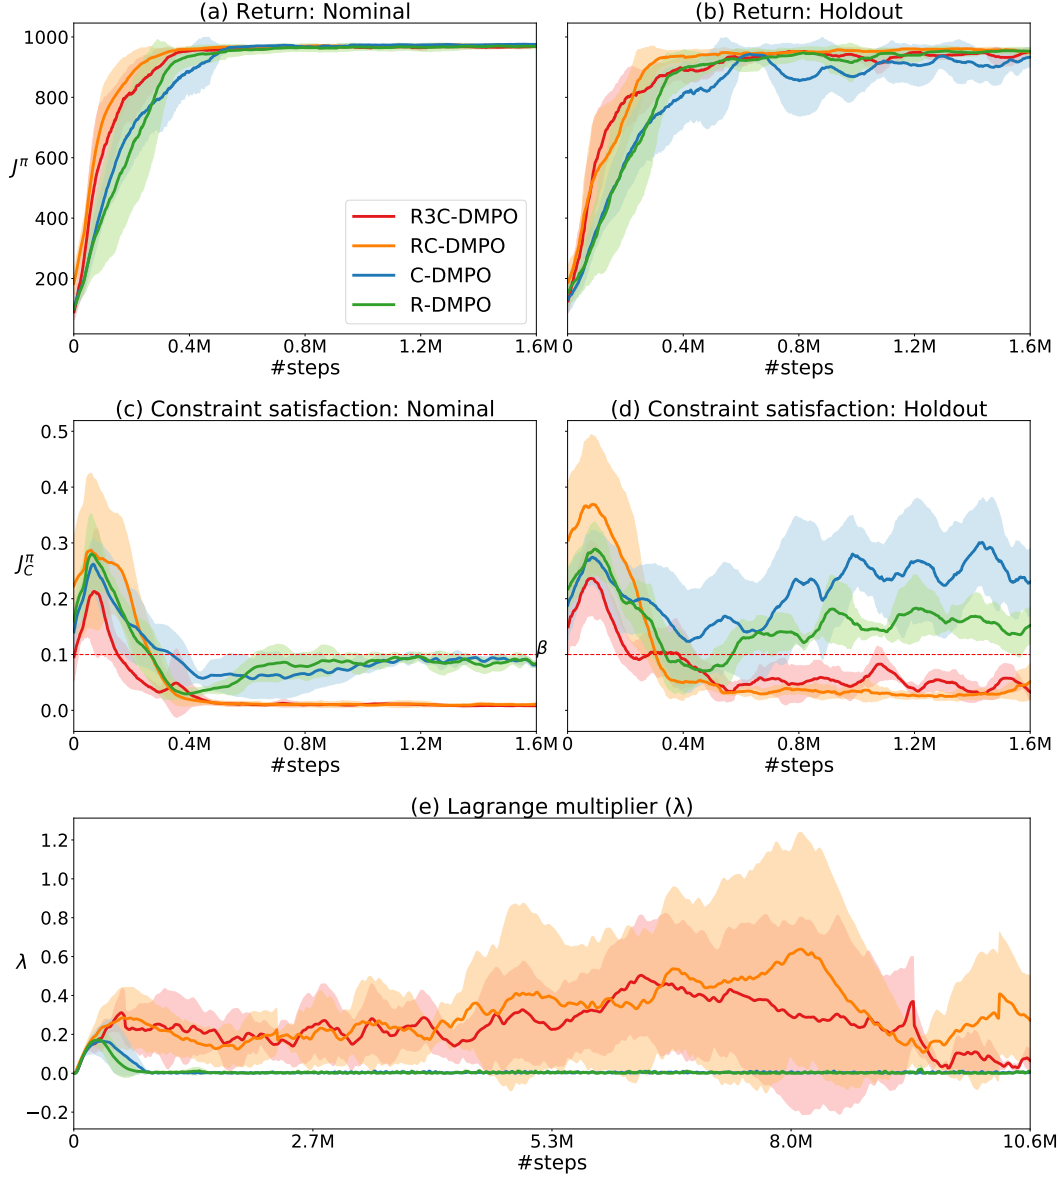 (a) Return: Nominal
1000
800
600
400
200
J^π
0
0.4M
0.8M
1.2M
1.6M
#steps
R3C-DMPO
RC-DMPO
C-DMPO
R-DMPO
(b) Return: Holdout
0
0.4M
0.8M
1.2M
1.6M
#steps
(c) Constraint satisfaction: Nominal
0.5
0.4
0.3
0.2
0.1
0.0
J_C^π
β
0
0.4M
0.8M
1.2M
1.6M
#steps
(d) Constraint satisfaction: Holdout
0
0.4M
0.8M
1.2M
1.6M
#steps
(e) Lagrange multiplier (λ)
1.2
1.0
0.8
0.6
0.4
0.2
0.0
−0.2
λ
0
2.7M
5.3M
8.0M
10.6M
#steps